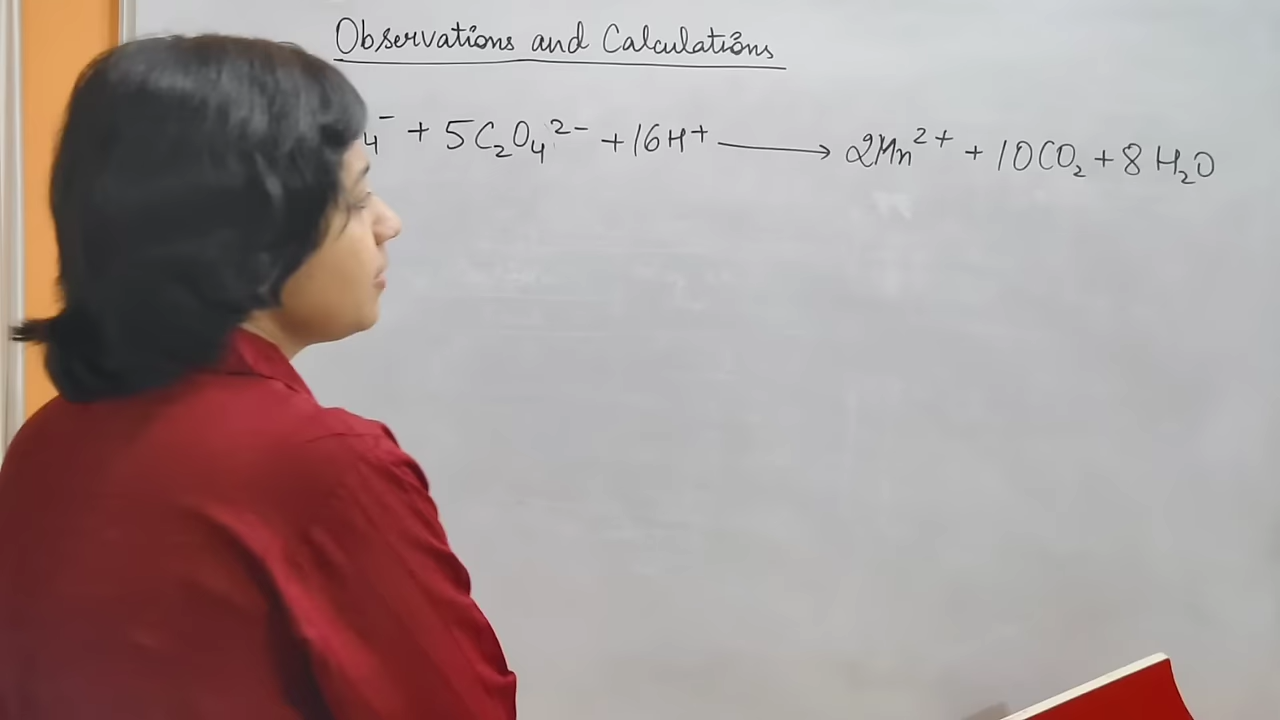 Observations and Calculations
₄⁻ + 5C₂O₄²⁻ + 16H⁺ ⟶ 2Mn²⁺ + 10CO₂ + 8H₂O